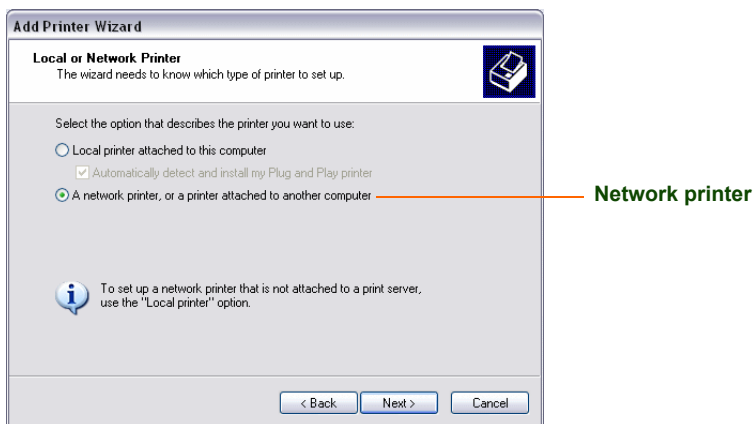 Add Printer Wizard
Local or Network Printer
The wizard needs to know which type of printer to set up.
Select the option that describes the printer you want to use:
Local printer attached to this computer
Automatically detect and install my Plug and Play printer
A network printer, or a printer attached to another computer
Network printer
To set up a network printer that is not attached to a print server,
use the "Local printer" option.
< Back Next > Cancel